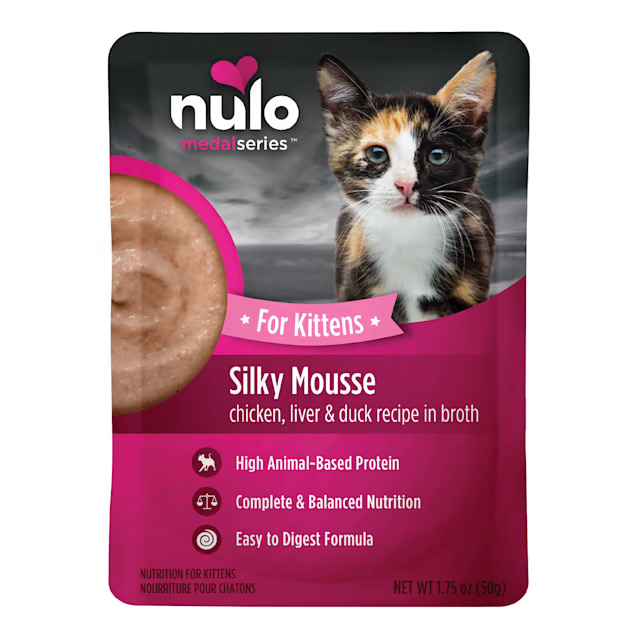 nulo
medalseries™
★ For Kittens ★
Silky Mousse
chicken, liver & duck recipe in broth
High Animal-Based Protein
Complete & Balanced Nutrition
Easy to Digest Formula
NUTRITION FOR KITTENS
NOURRITURE POUR CHATONS
NET WT 1.75 oz (50g)